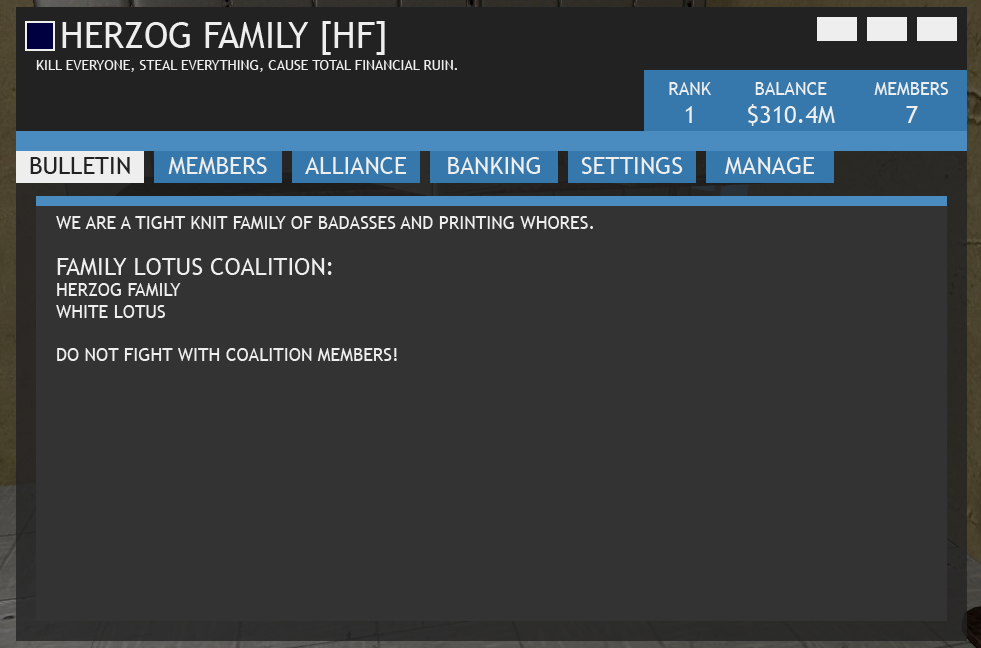 HERZOG FAMILY [HF]
KILL EVERYONE, STEAL EVERYTHING, CAUSE TOTAL FINANCIAL RUIN.
RANK BALANCE MEMBERS
1 $310.4M 7
BULLETIN MEMBERS ALLIANCE BANKING SETTINGS MANAGE
WE ARE A TIGHT KNIT FAMILY OF BADASSES AND PRINTING WHORES.
FAMILY LOTUS COALITION:
HERZOG FAMILY
WHITE LOTUS
DO NOT FIGHT WITH COALITION MEMBERS!